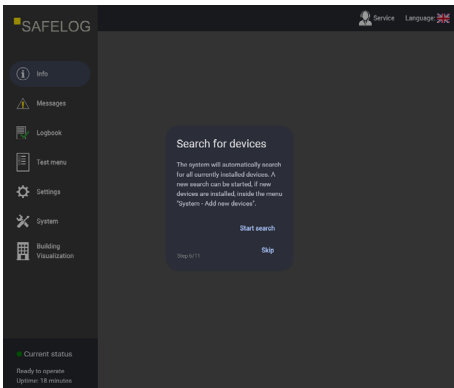 SAFELOG
Service
Language:
Info
Messages
Logbook
Test menu
Settings
System
Building
Visualization
Search for devices
The system will automatically search
for all currently installed devices. A
new search can be started, if new
devices are installed, inside the menu
"System - Add new devices".
Start search
Skip
Step 6/11
Current status
Ready to operate
Uptime: 18 minutes